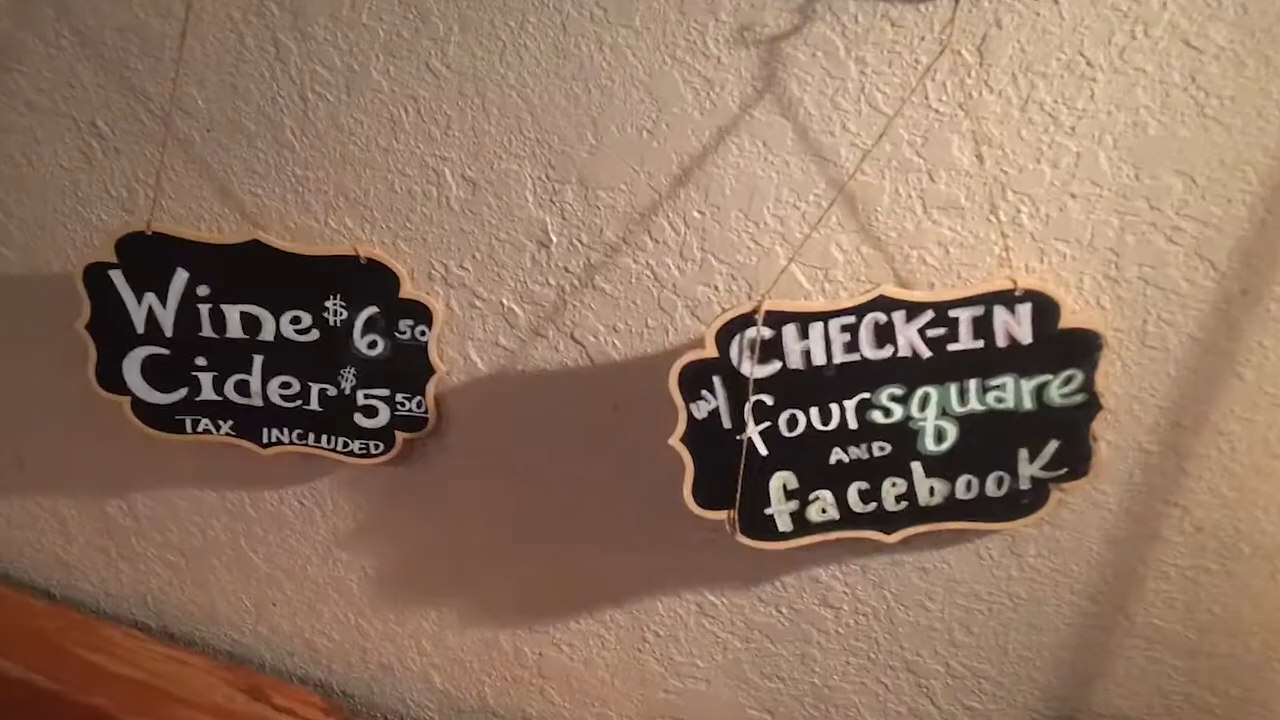 Wine $6 50
Cider $5 50
TAX INCLUDED
CHECK-IN
w/ foursquare
AND
facebook